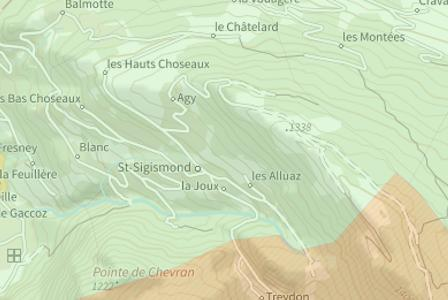 Balmotte
le Châtelard
les Montées
les Hauts Choseaux
s Bas Choseaux
Agy
1338
Fresney
Blanc
St-Sigismond
la Feuillère
la Joux
les Alluaz
ille
e Gaccoz
Pointe de Chevran
1222
Treydon